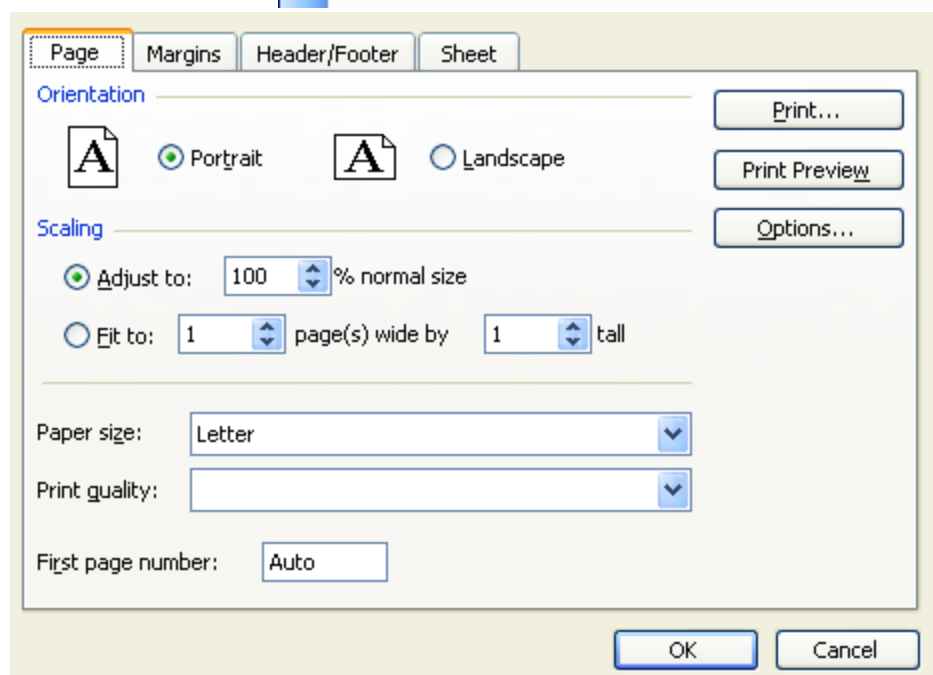 Page Margins Header/Footer Sheet
Orientation
Print...
A Portrait A Landscape
Print Preview
Scaling
Options...
Adjust to: 100 % normal size
Fit to: 1 page(s) wide by 1 tall
Paper size: Letter
Print quality:
First page number: Auto
OK Cancel